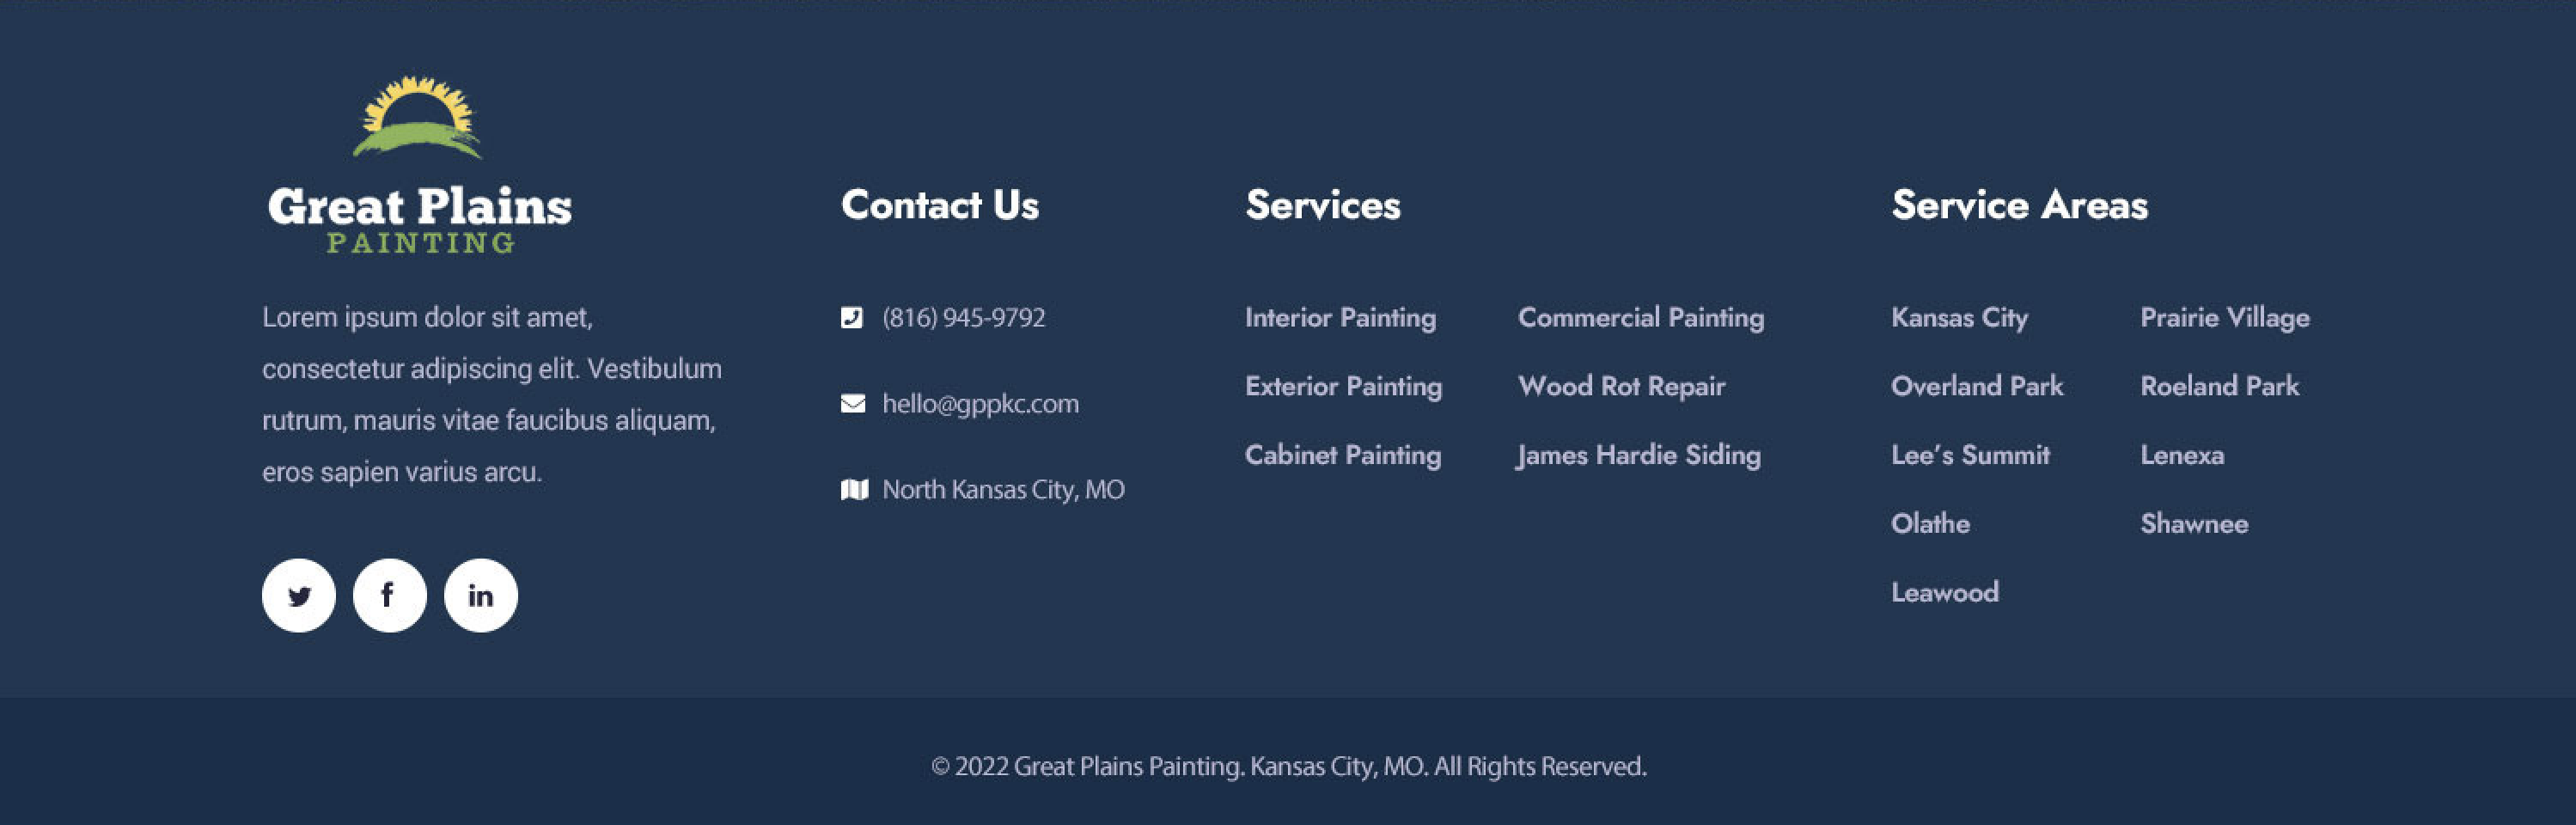 Great Plains
PAINTING
Lorem ipsum dolor sit amet,
consectetur adipiscing elit. Vestibulum
rutrum, mauris vitae faucibus aliquam,
eros sapien varius arcu.
Contact Us
(816) 945-9792
hello@gppkc.com
North Kansas City, MO
Services
Interior Painting
Exterior Painting
Cabinet Painting
Commercial Painting
Wood Rot Repair
James Hardie Siding
Service Areas
Kansas City
Overland Park
Lee's Summit
Olathe
Leawood
Prairie Village
Roeland Park
Lenexa
Shawnee
© 2022 Great Plains Painting. Kansas City, MO. All Rights Reserved.